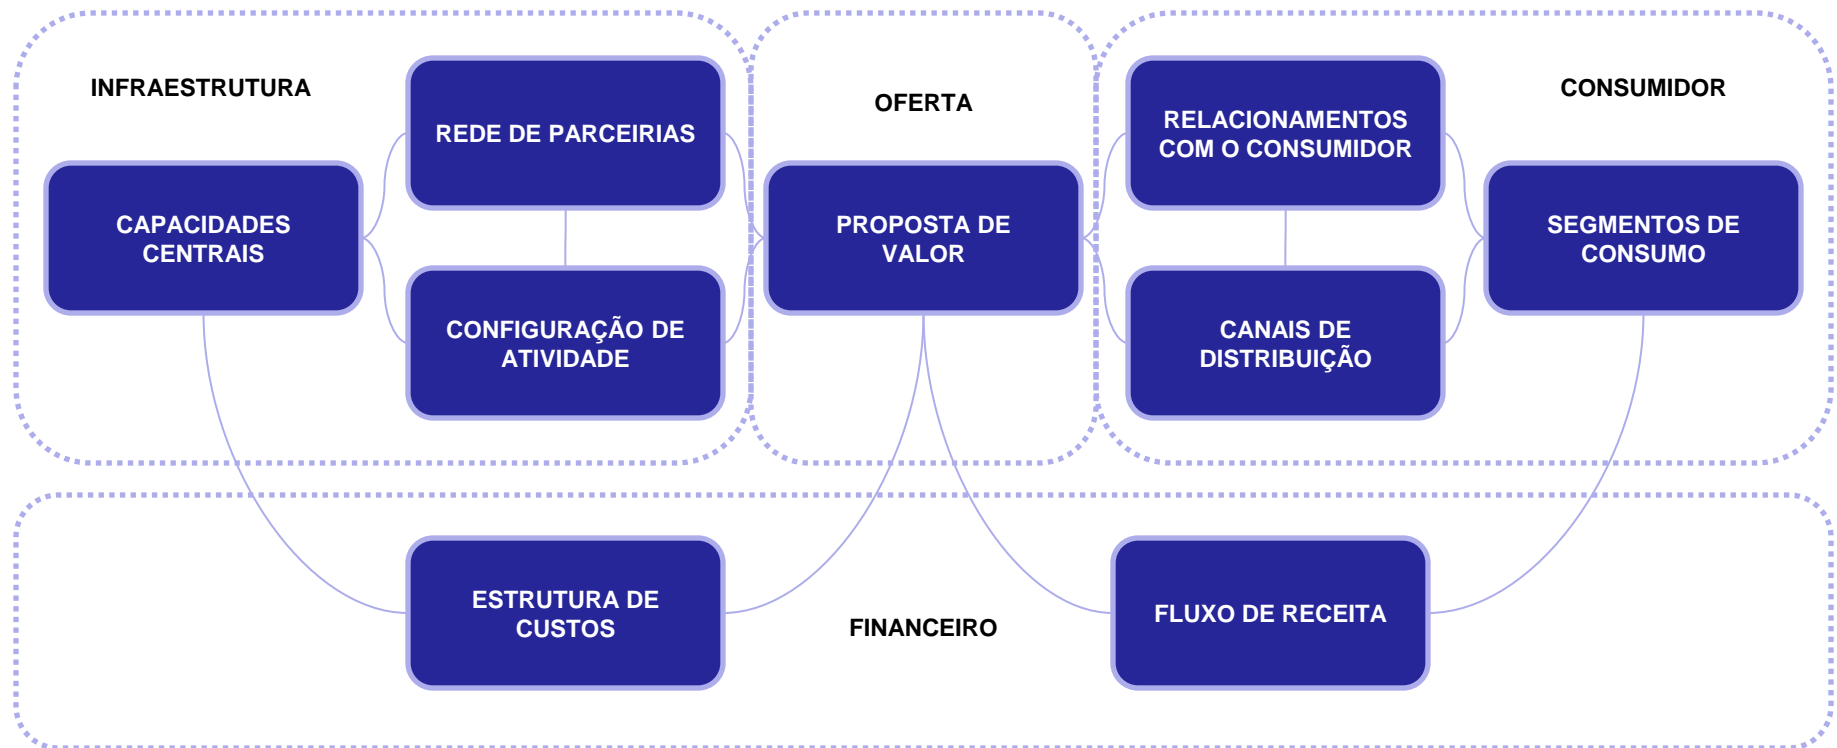 INFRAESTRUTURA
REDE DE PARCEIRIAS
CAPACIDADES
CENTRAIS
CONFIGURAÇÃO DE
ATIVIDADE
OFERTA
PROPOSTA DE
VALOR
CONSUMIDOR
RELACIONAMENTOS
COM O CONSUMIDOR
SEGMENTOS DE
CONSUMO
CANAIS DE
DISTRIBUIÇÃO
ESTRUTURA DE
CUSTOS
FINANCEIRO
FLUXO DE RECEITA